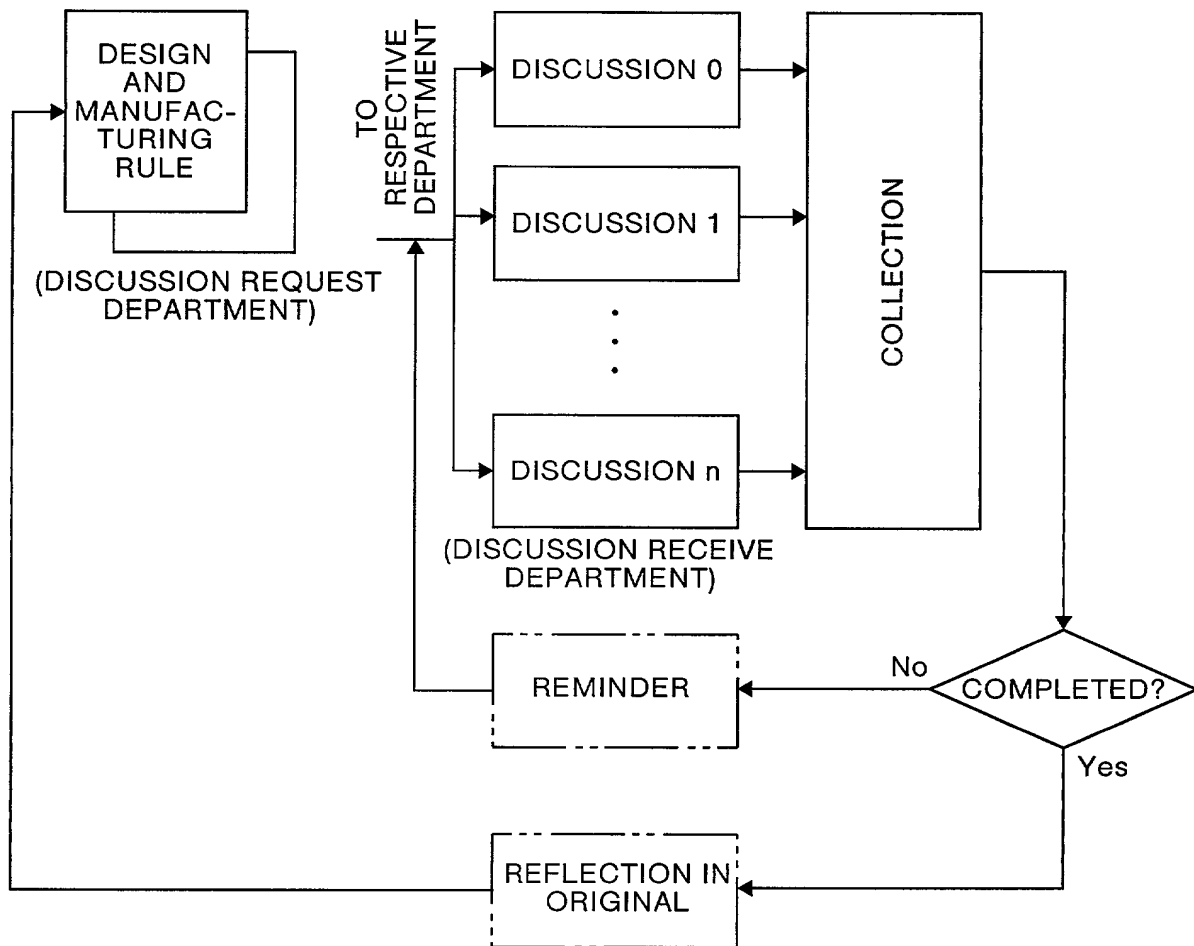 DESIGN
AND
MANUFAC-
TURING
RULE
(DISCUSSION REQUEST
DEPARTMENT)
TO
RESPECTIVE
DEPARTMENT
DISCUSSION 0
DISCUSSION 1
DISCUSSION n
(DISCUSSION RECEIVE
DEPARTMENT)
COLLECTION
COMPLETED?
No
Yes
REMINDER
REFLECTION IN
ORIGINAL